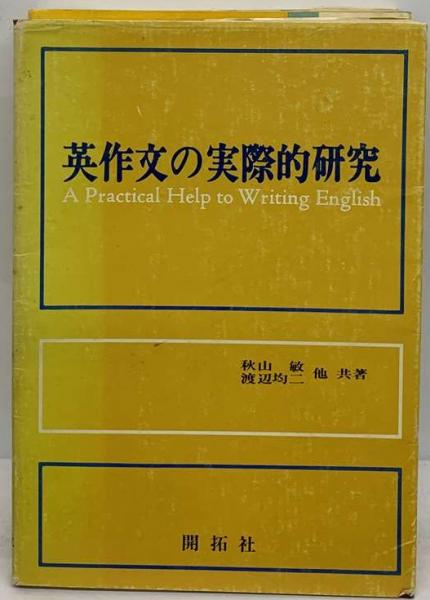 英作文の実際的研究
A Practical Help to Writing English
秋山 敏
渡辺均二 他 共著
開拓社